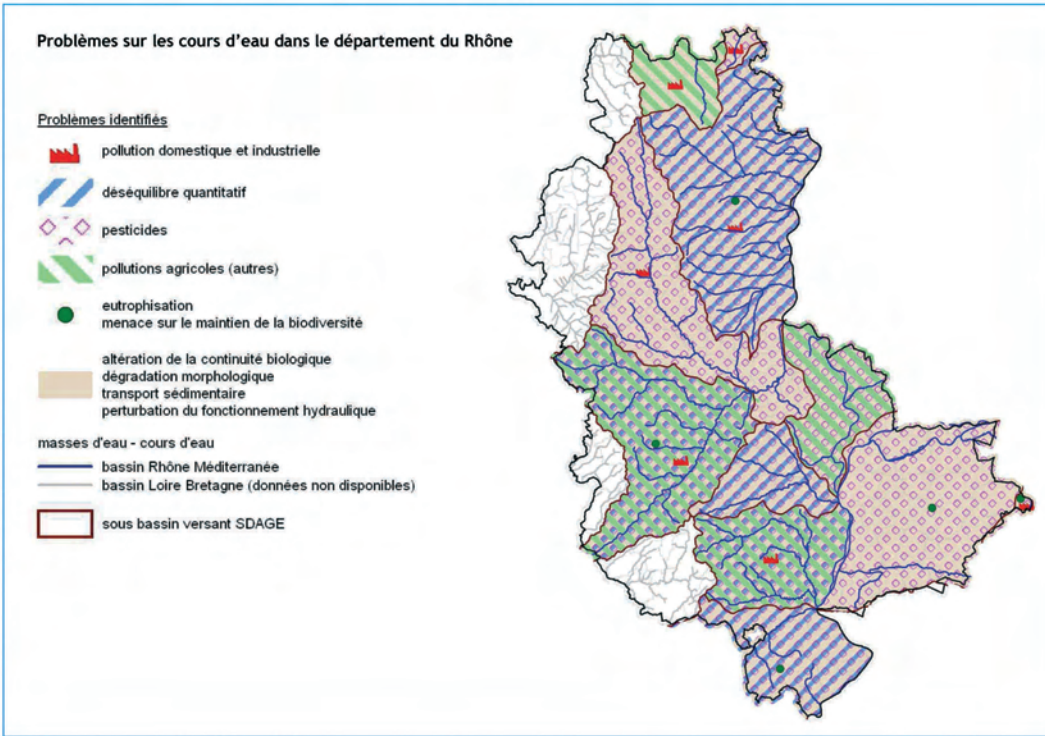 Problèmes sur les cours d'eau dans le département du Rhône
Problèmes identifiés
pollution domestique et industrielle
déséquilibre quantitatif
pesticides
pollutions agricoles (autres)
eutrophisation
menace sur le maintien de la biodiversité
altération de la continuité biologique
dégradation morphologique
transport sédimentaire
perturbation du fonctionnement hydraulique
masses d'eau - cours d'eau
bassin Rhône Méditerranée
bassin Loire Bretagne (données non disponibles)
sous bassin versant SDAGE